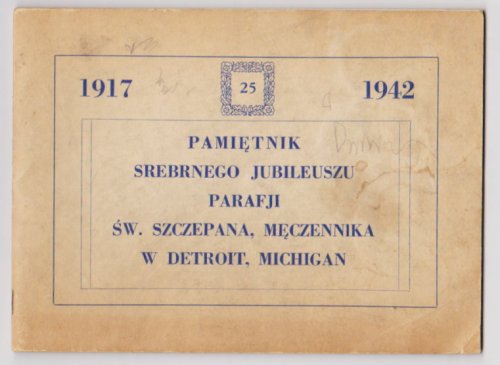 1917 25 1942
PAMIĘTNIK
SREBRNEGO JUBILEUSZU
PARAFJI
ŚW. SZCZEPANA, MĘCZENNIKA
W DETROIT, MICHIGAN